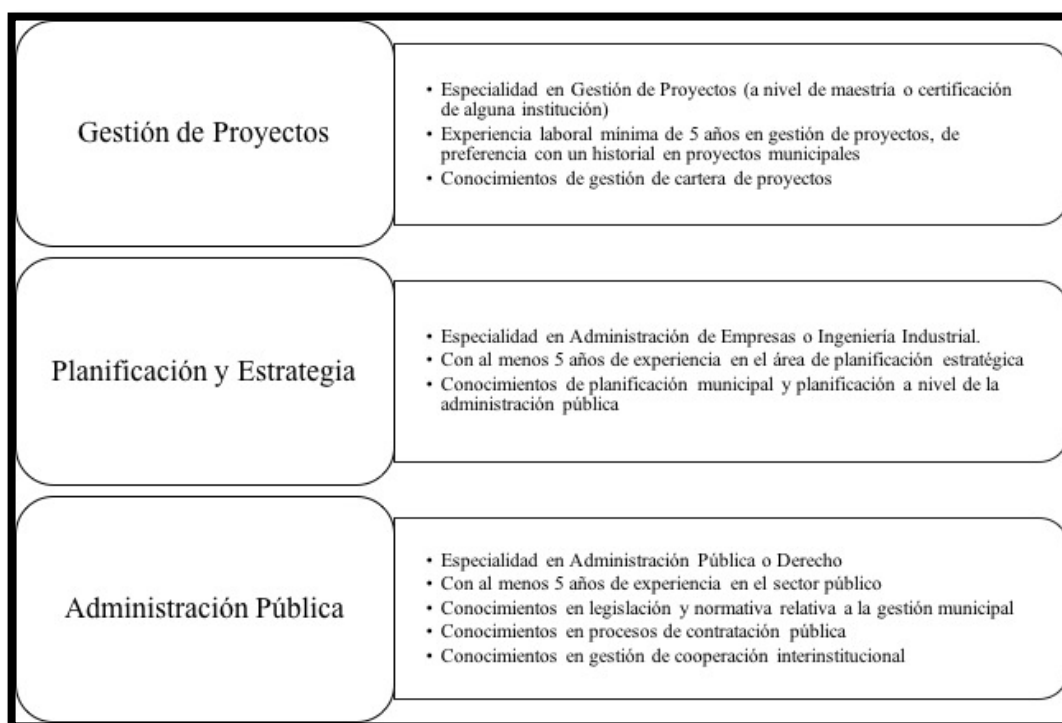 Gestión de Proyectos
• Especialidad en Gestión de Proyectos (a nivel de maestría o certificación
de alguna institución)
• Experiencia laboral mínima de 5 años en gestión de proyectos, de
preferencia con un historial en proyectos municipales
• Conocimientos de gestión de cartera de proyectos
Planificación y Estrategia
• Especialidad en Administración de Empresas o Ingeniería Industrial.
• Con al menos 5 años de experiencia en el área de planificación estratégica
• Conocimientos de planificación municipal y planificación a nivel de la
administración pública
Administración Pública
• Especialidad en Administración Pública o Derecho
• Con al menos 5 años de experiencia en el sector público
• Conocimientos en legislación y normativa relativa a la gestión municipal
• Conocimientos en procesos de contratación pública
• Conocimientos en gestión de cooperación interinstitucional